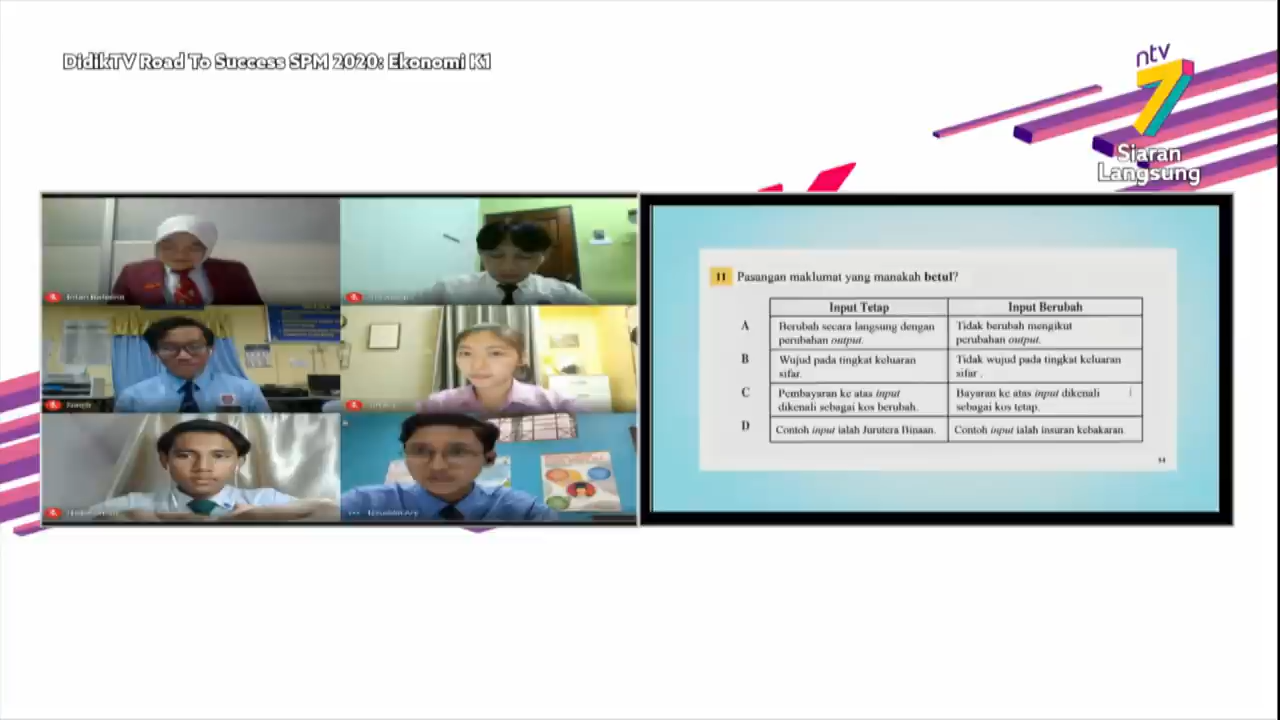 DidikTV Road To Success SPM 2020: Ekonomi K1
ntv
7
Siaran
Langsung
11 Pasangan maklumat yang manakah betul?
Input Tetap
Input Berubah
A
Berubah secara langsung dengan
perubahan output.
Tidak berubah mengikut
perubahan output.
B
Wujud pada tingkat keluaran
sifar.
Tidak wujud pada tingkat keluaran
sifar .
C
Pembayaran ke atas input
dikenali sebagai kos berubah.
Bayaran ke atas input dikenali
sebagai kos tetap.
D
Contoh input ialah Jurutera Binaan.
Contoh input ialah insuran kebakaran.